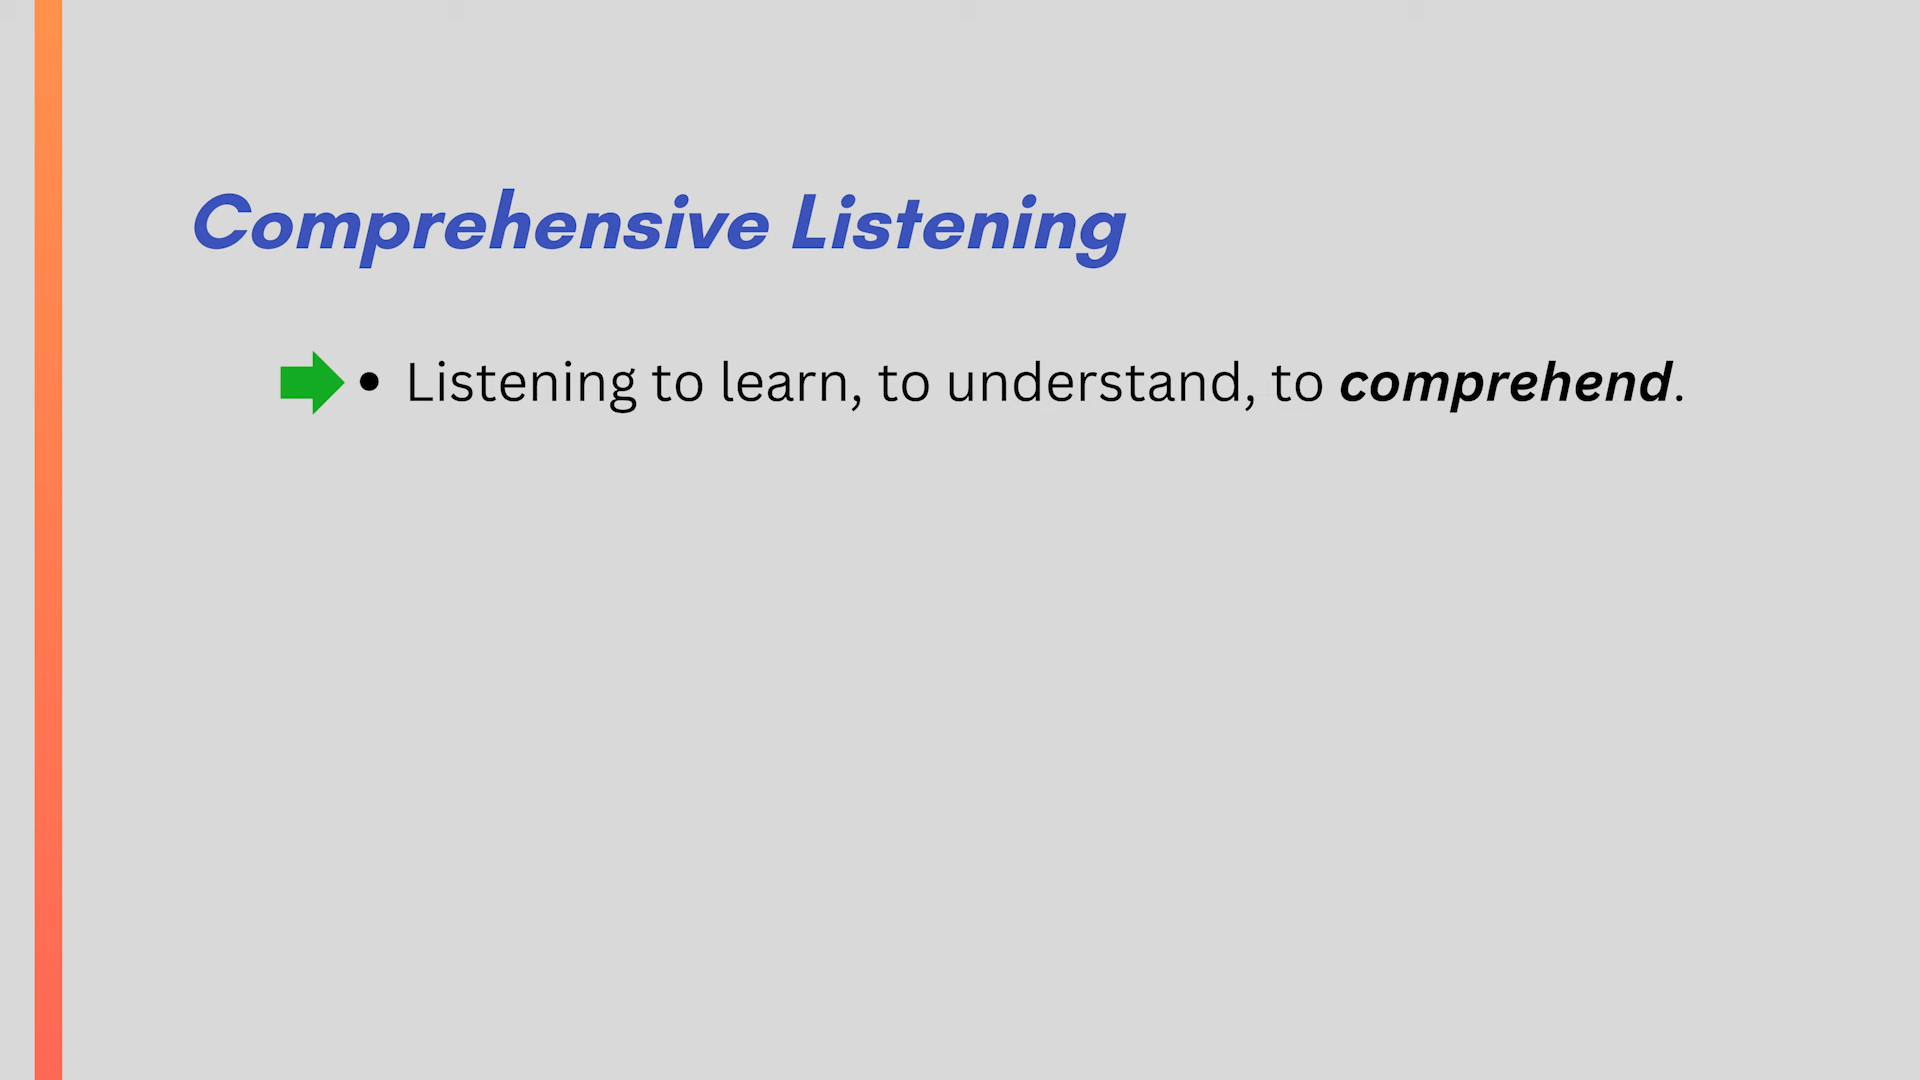 Comprehensive Listening
• Listening to learn, to understand, to comprehend.